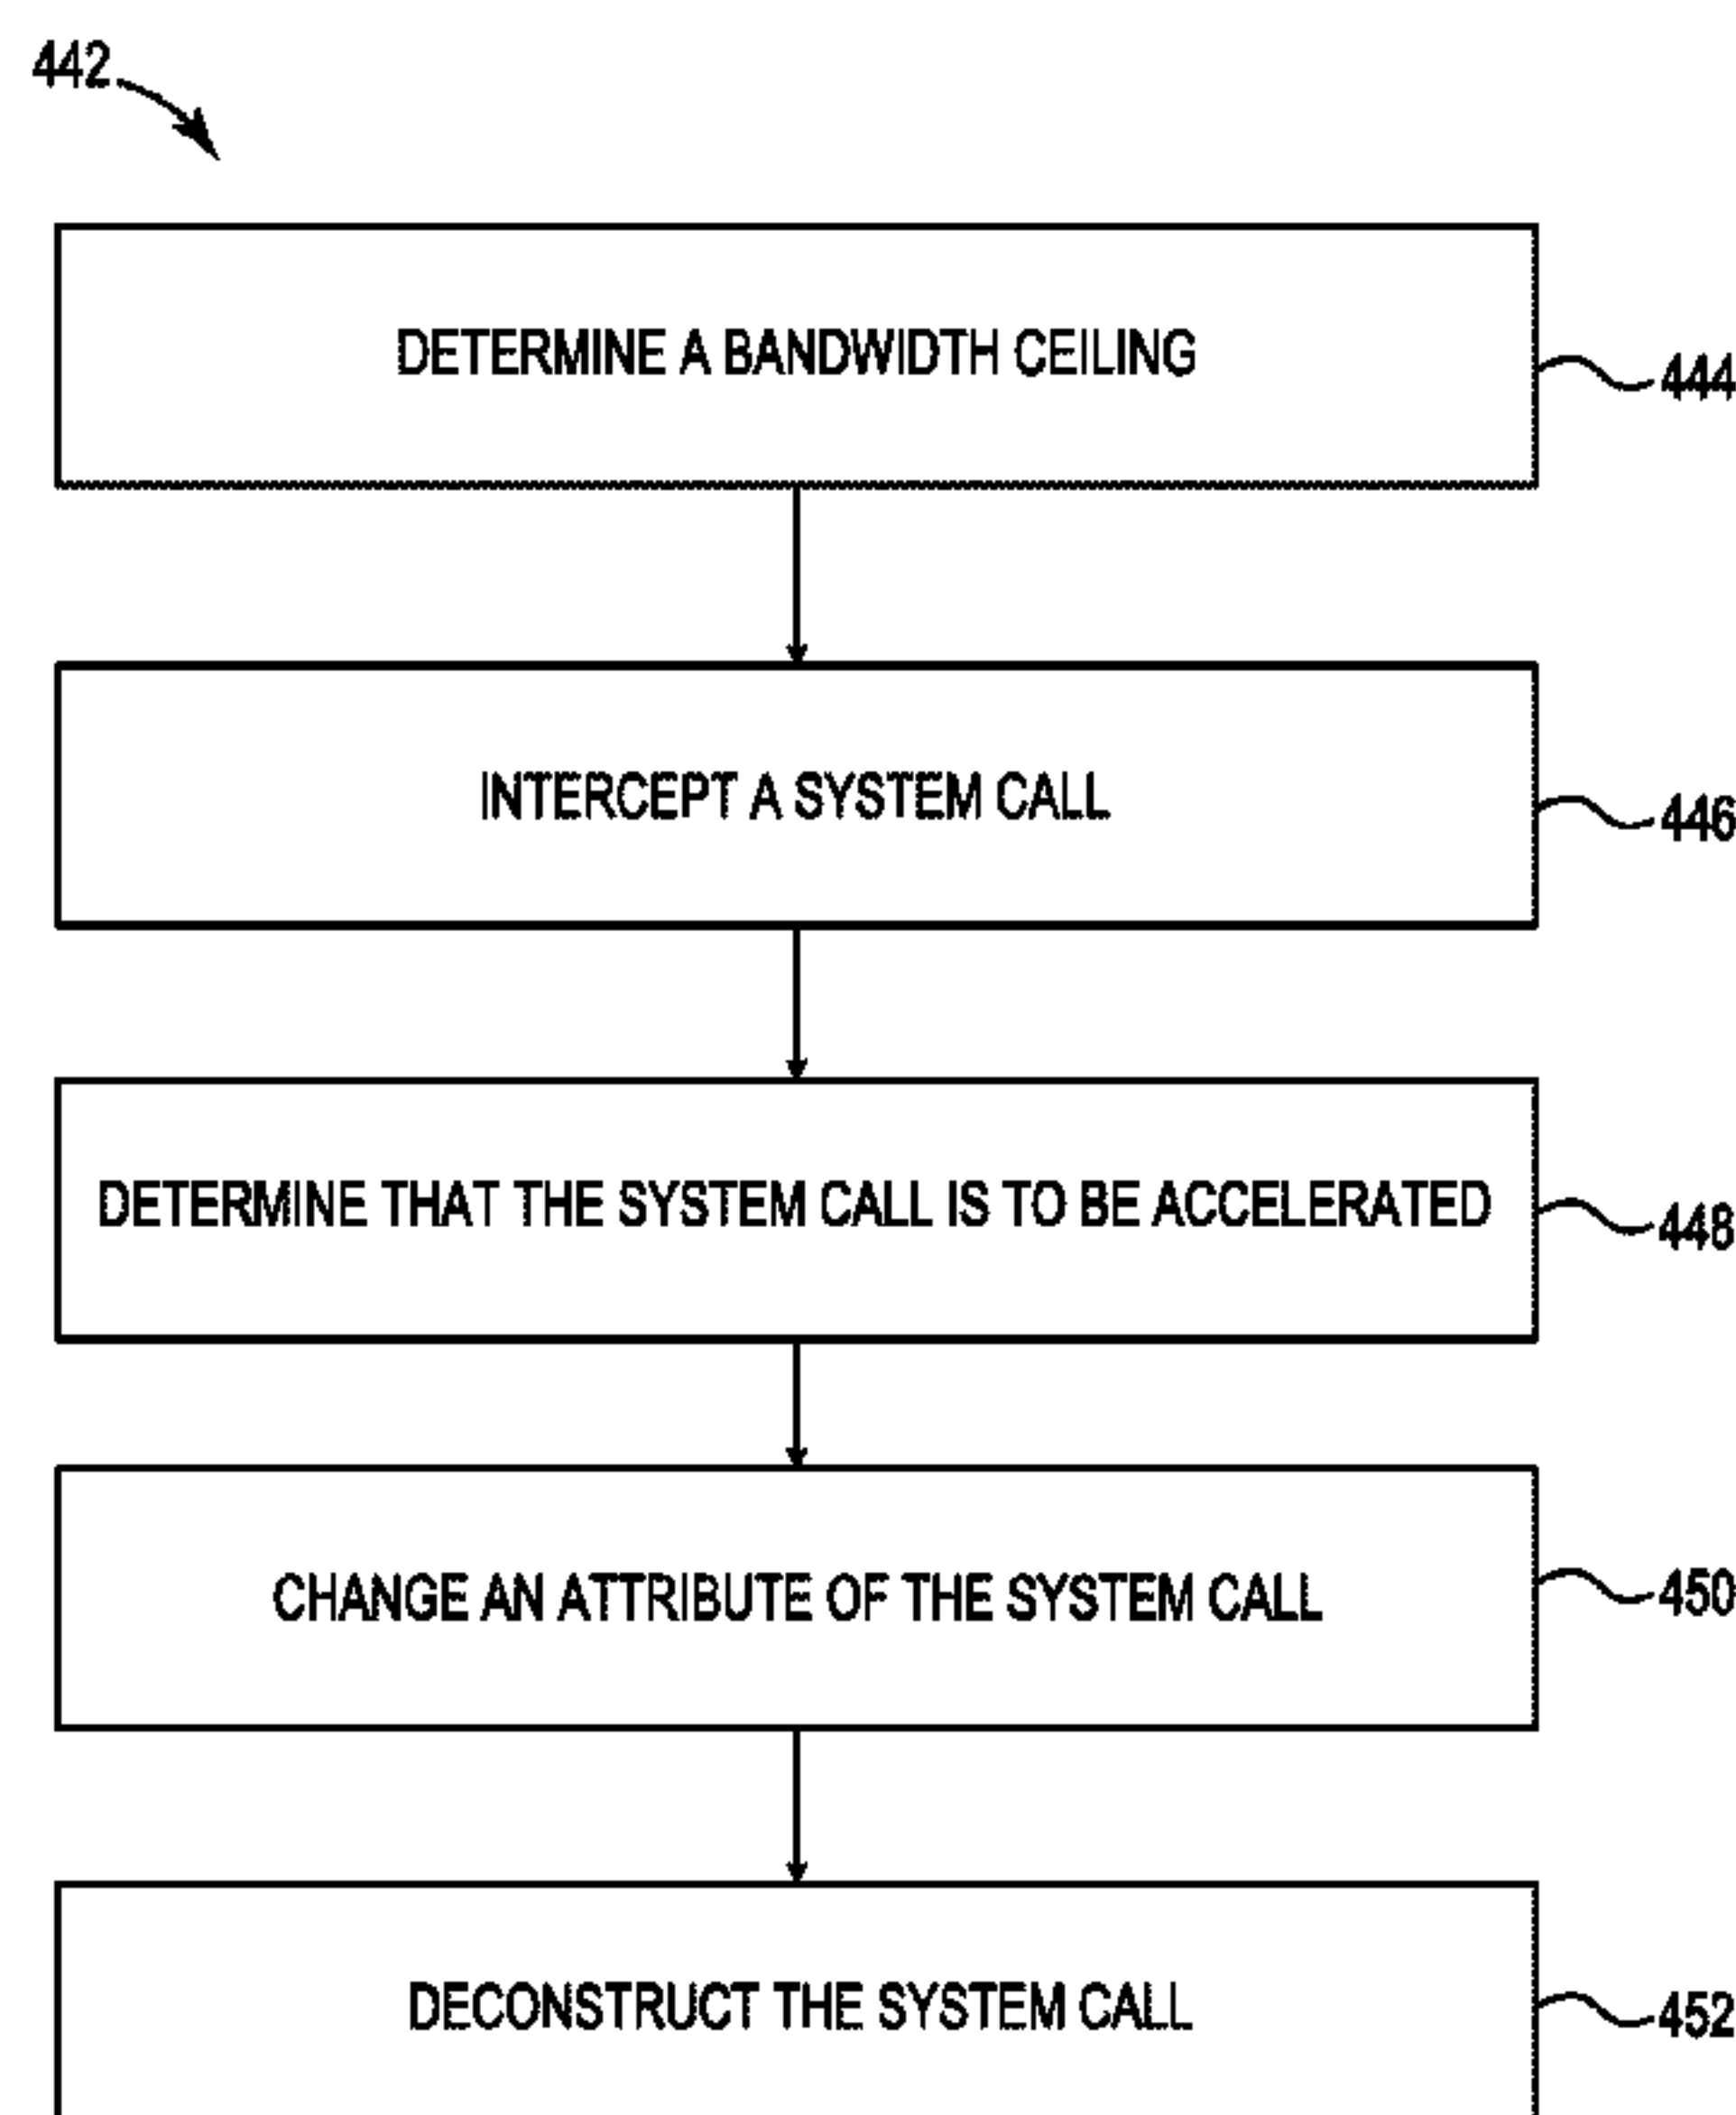 442
DETERMINE A BANDWIDTH CEILING
444
INTERCEPT A SYSTEM CALL
446
DETERMINE THAT THE SYSTEM CALL IS TO BE ACCELERATED
448
CHANGE AN ATTRIBUTE OF THE SYSTEM CALL
450
DECONSTRUCT THE SYSTEM CALL
452